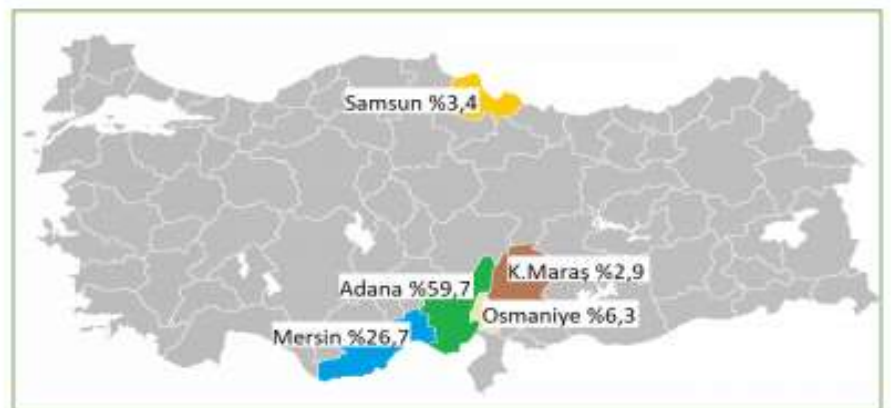 Samsun %3,4
K.Maraş %2,9
Adana %59,7
Osmaniye %6,3
Mersin %26,7